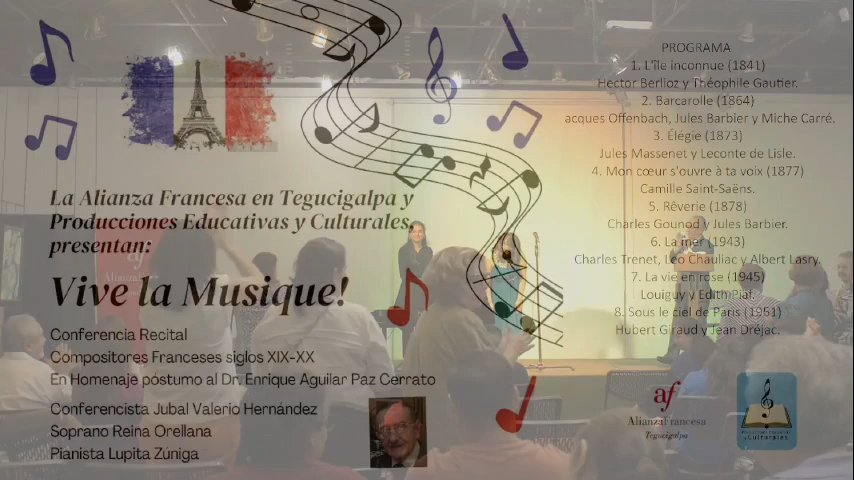 La Alianza Francesa en Tegucigalpa y
Producciones Educativas y Culturales,
presentan:
Vive la Musique!
Conferencia Recital
Compositores Franceses siglos XIX-XX
En Homenaje póstumo al Dr. Enrique Aguilar Paz Cerrato
Conferencista Jubal Valerio Hernández
Soprano Reina Orellana
Pianista Lupita Zúniga
PROGRAMA
1. L'île inconnue (1841)
Hector Berlioz y Théophile Gautier.
2. Barcarolle (1864)
acques Offenbach, Jules Barbier y Miche Carré.
3. Élégie (1873)
Jules Massenet y Leconte de Lisle.
4. Mon cœur s'ouvre à ta voix (1877)
Camille Saint-Saëns.
5. Rêverie (1878)
Charles Gounod y Jules Barbier.
6. La mer (1943)
Charles Trenet, Léo Chauliac y Albert Lasry.
7. La vie en rose (1945)
Louiguy y Edith Piaf.
8. Sous le ciel de Paris (1951)
Hubert Giraud y Jean Dréjac.
af
AlianzaFrancesa
Tegucigalpa
y Culturales